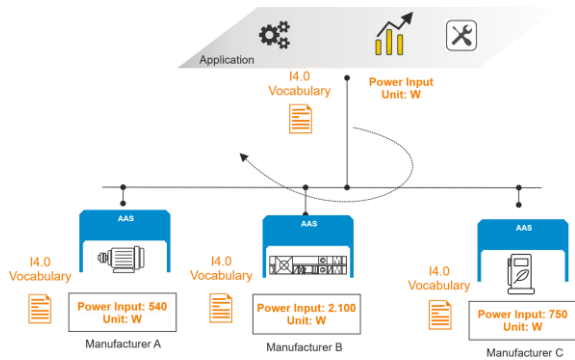 Application
I4.0
Vocabulary
Power Input
Unit: W
AAS
AAS
AAS
I4.0
Vocabulary
Power Input: 540
Unit: W
Manufacturer A
I4.0
Vocabulary
Power Input: 2.100
Unit: W
Manufacturer B
I4.0
Vocabulary
Power Input: 750
Unit: W
Manufacturer C